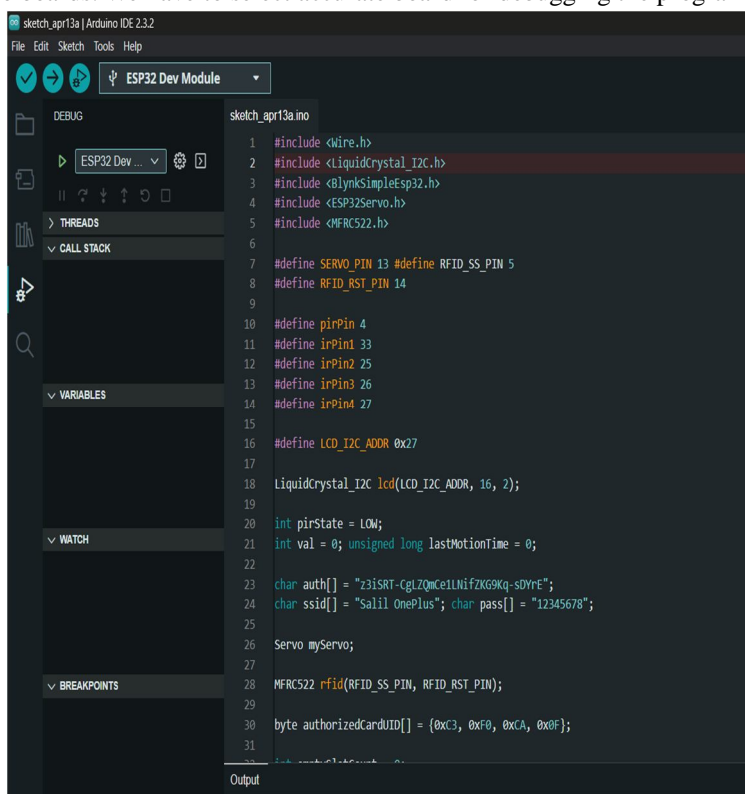 sketch_apr13a | Arduino IDE 2.3.2
File Edit Sketch Tools Help
ESP32 Dev Module
DEBUG
sketch_apr13a.ino
ESP32 Dev ...
THREADS
CALL STACK
VARIABLES
WATCH
BREAKPOINTS
1 #include <Wire.h>
2 #include <LiquidCrystal_I2C.h>
3 #include <BlynkSimpleEsp32.h>
4 #include <ESP32Servo.h>
5 #include <MFRC522.h>
6
7 #define SERVO_PIN 13 #define RFID_SS_PIN 5
8 #define RFID_RST_PIN 14
9
10 #define pirPin 4
11 #define irPin1 33
12 #define irPin2 25
13 #define irPin3 26
14 #define irPin4 27
15
16 #define LCD_I2C_ADDR 0x27
17
18 LiquidCrystal_I2C lcd(LCD_I2C_ADDR, 16, 2);
19
20 int pirState = LOW;
21 int val = 0; unsigned long lastMotionTime = 0;
22
23 char auth[] = "z3iSRT-CgLZQmCe1LNifZKG9Kq-sDYrE";
24 char ssid[] = "Salil OnePlus"; char pass[] = "12345678";
25
26 Servo myServo;
27
28 MFRC522 rfid(RFID_SS_PIN, RFID_RST_PIN);
29
30 byte authorizedCardUID[] = {0xC3, 0xF0, 0xCA, 0x0F};
31
Output